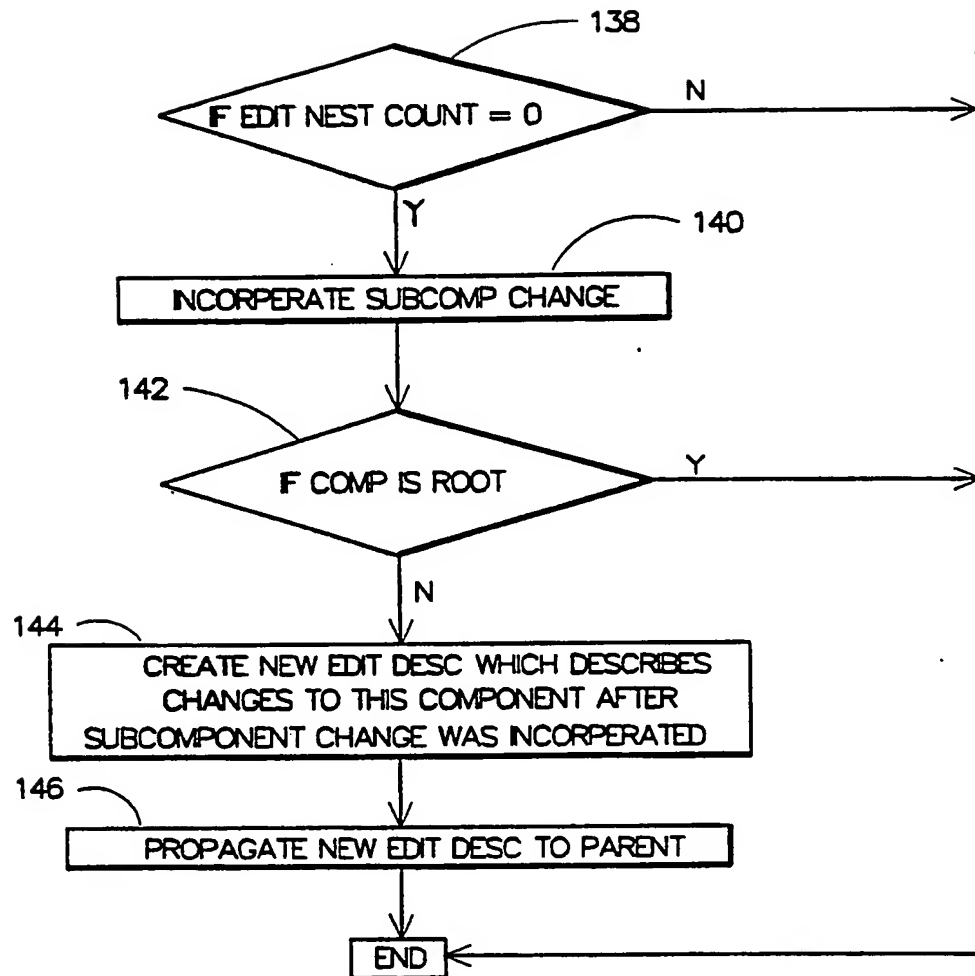 138
IF EDIT NEST COUNT = 0
N
Y
140
INCORPERATE SUBCOMP CHANGE
142
IF COMP IS ROOT
Y
N
144
CREATE NEW EDIT DESC WHICH DESCRIBES
CHANGES TO THIS COMPONENT AFTER
SUBCOMPONENT CHANGE WAS INCORPERATED
146
PROPAGATE NEW EDIT DESC TO PARENT
END